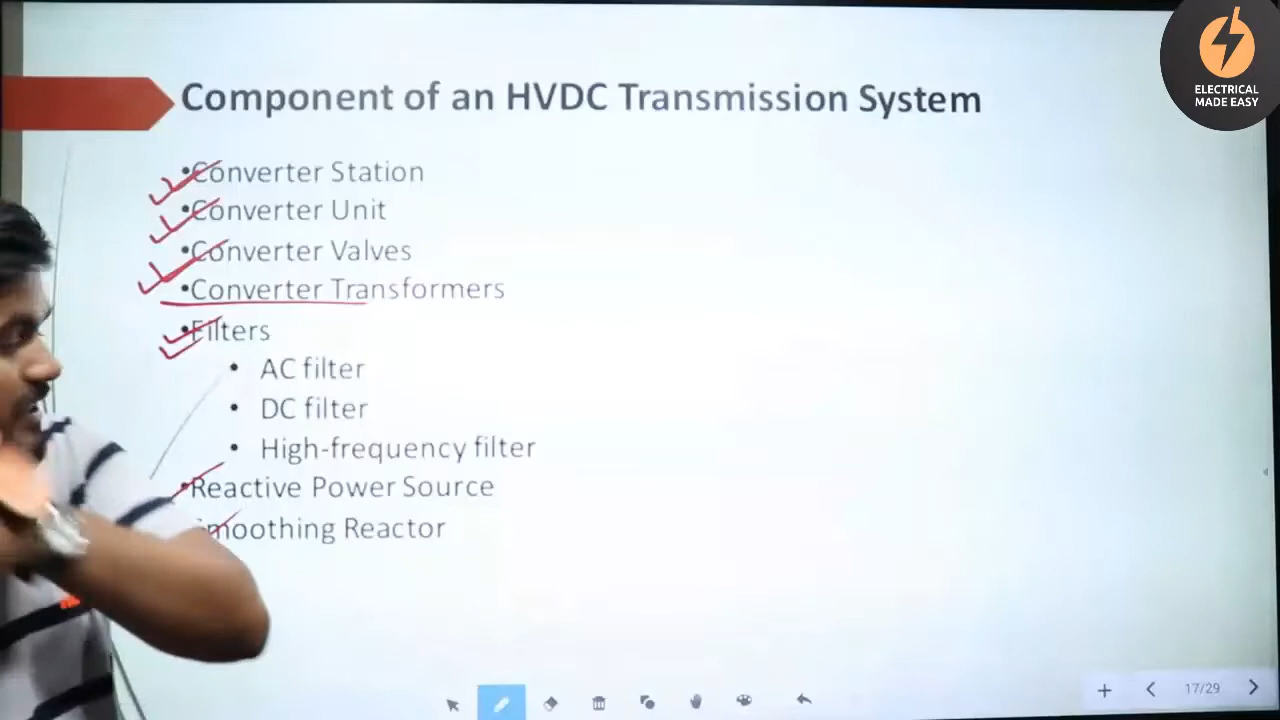 ELECTRICAL
MADE EASY
Component of an HVDC Transmission System
•Converter Station
•Converter Unit
•Converter Valves
•Converter Transformers
•Filters
• AC filter
• DC filter
• High-frequency filter
•Reactive Power Source
Smoothing Reactor
17/29